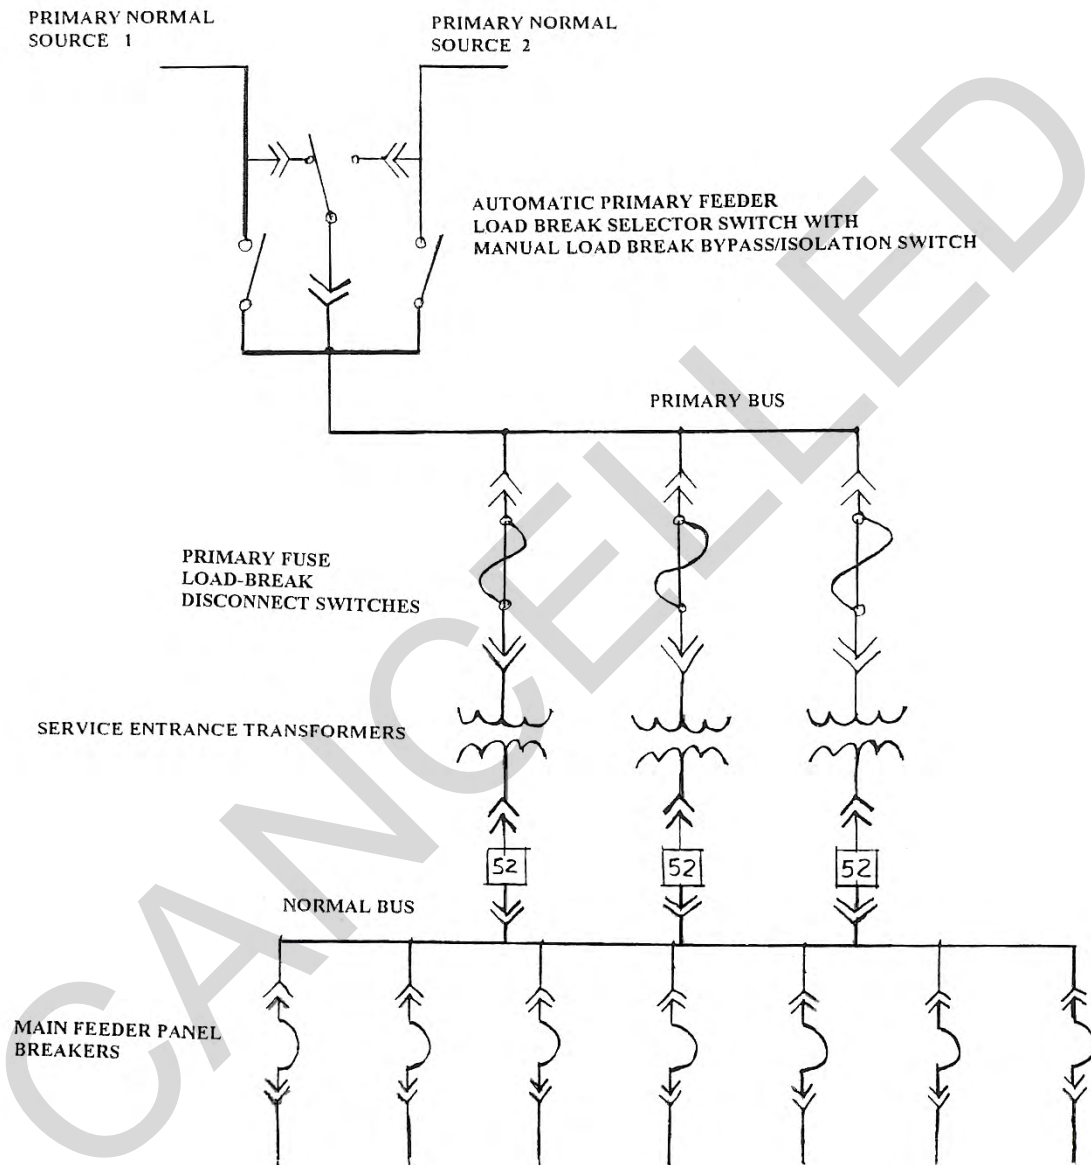 PRIMARY NORMAL
SOURCE 1
PRIMARY NORMAL
SOURCE 2
AUTOMATIC PRIMARY FEEDER
LOAD BREAK SELECTOR SWITCH WITH
MANUAL LOAD BREAK BYPASS/ISOLATION SWITCH
PRIMARY BUS
PRIMARY FUSE
LOAD-BREAK
DISCONNECT SWITCHES
SERVICE ENTRANCE TRANSFORMERS
52
52
52
NORMAL BUS
MAIN FEEDER PANEL
BREAKERS
CANCELLED